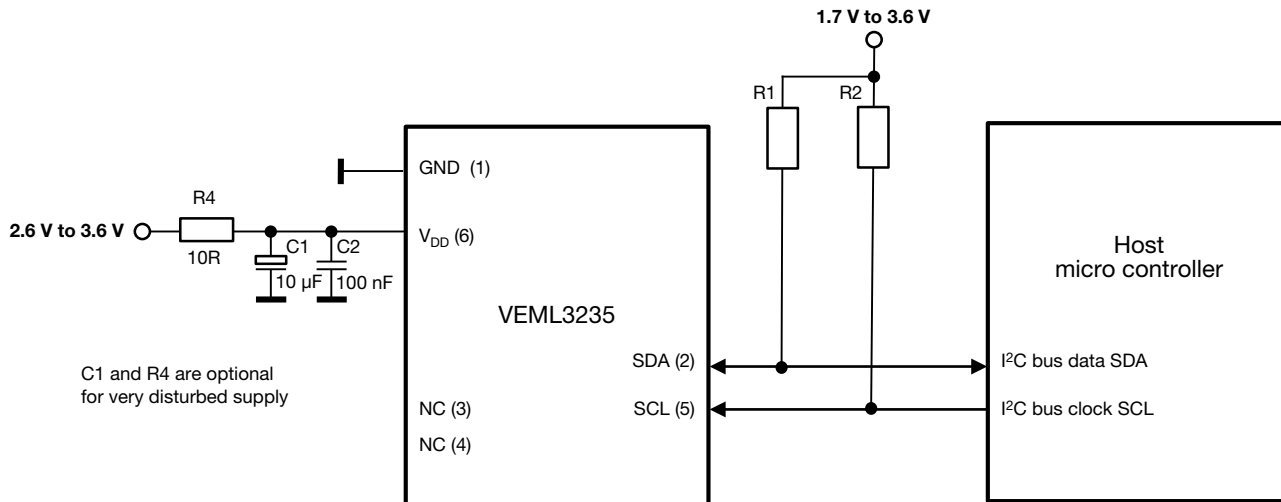 1.7 V to 3.6 V
R1
R2
GND (1)
R4
2.6 V to 3.6 V
10R
C1
10 µF
C2
100 nF
V_DD (6)
VEML3235
Host
micro controller
SDA (2)
I²C bus data SDA
C1 and R4 are optional
for very disturbed supply
NC (3)
SCL (5)
I²C bus clock SCL
NC (4)